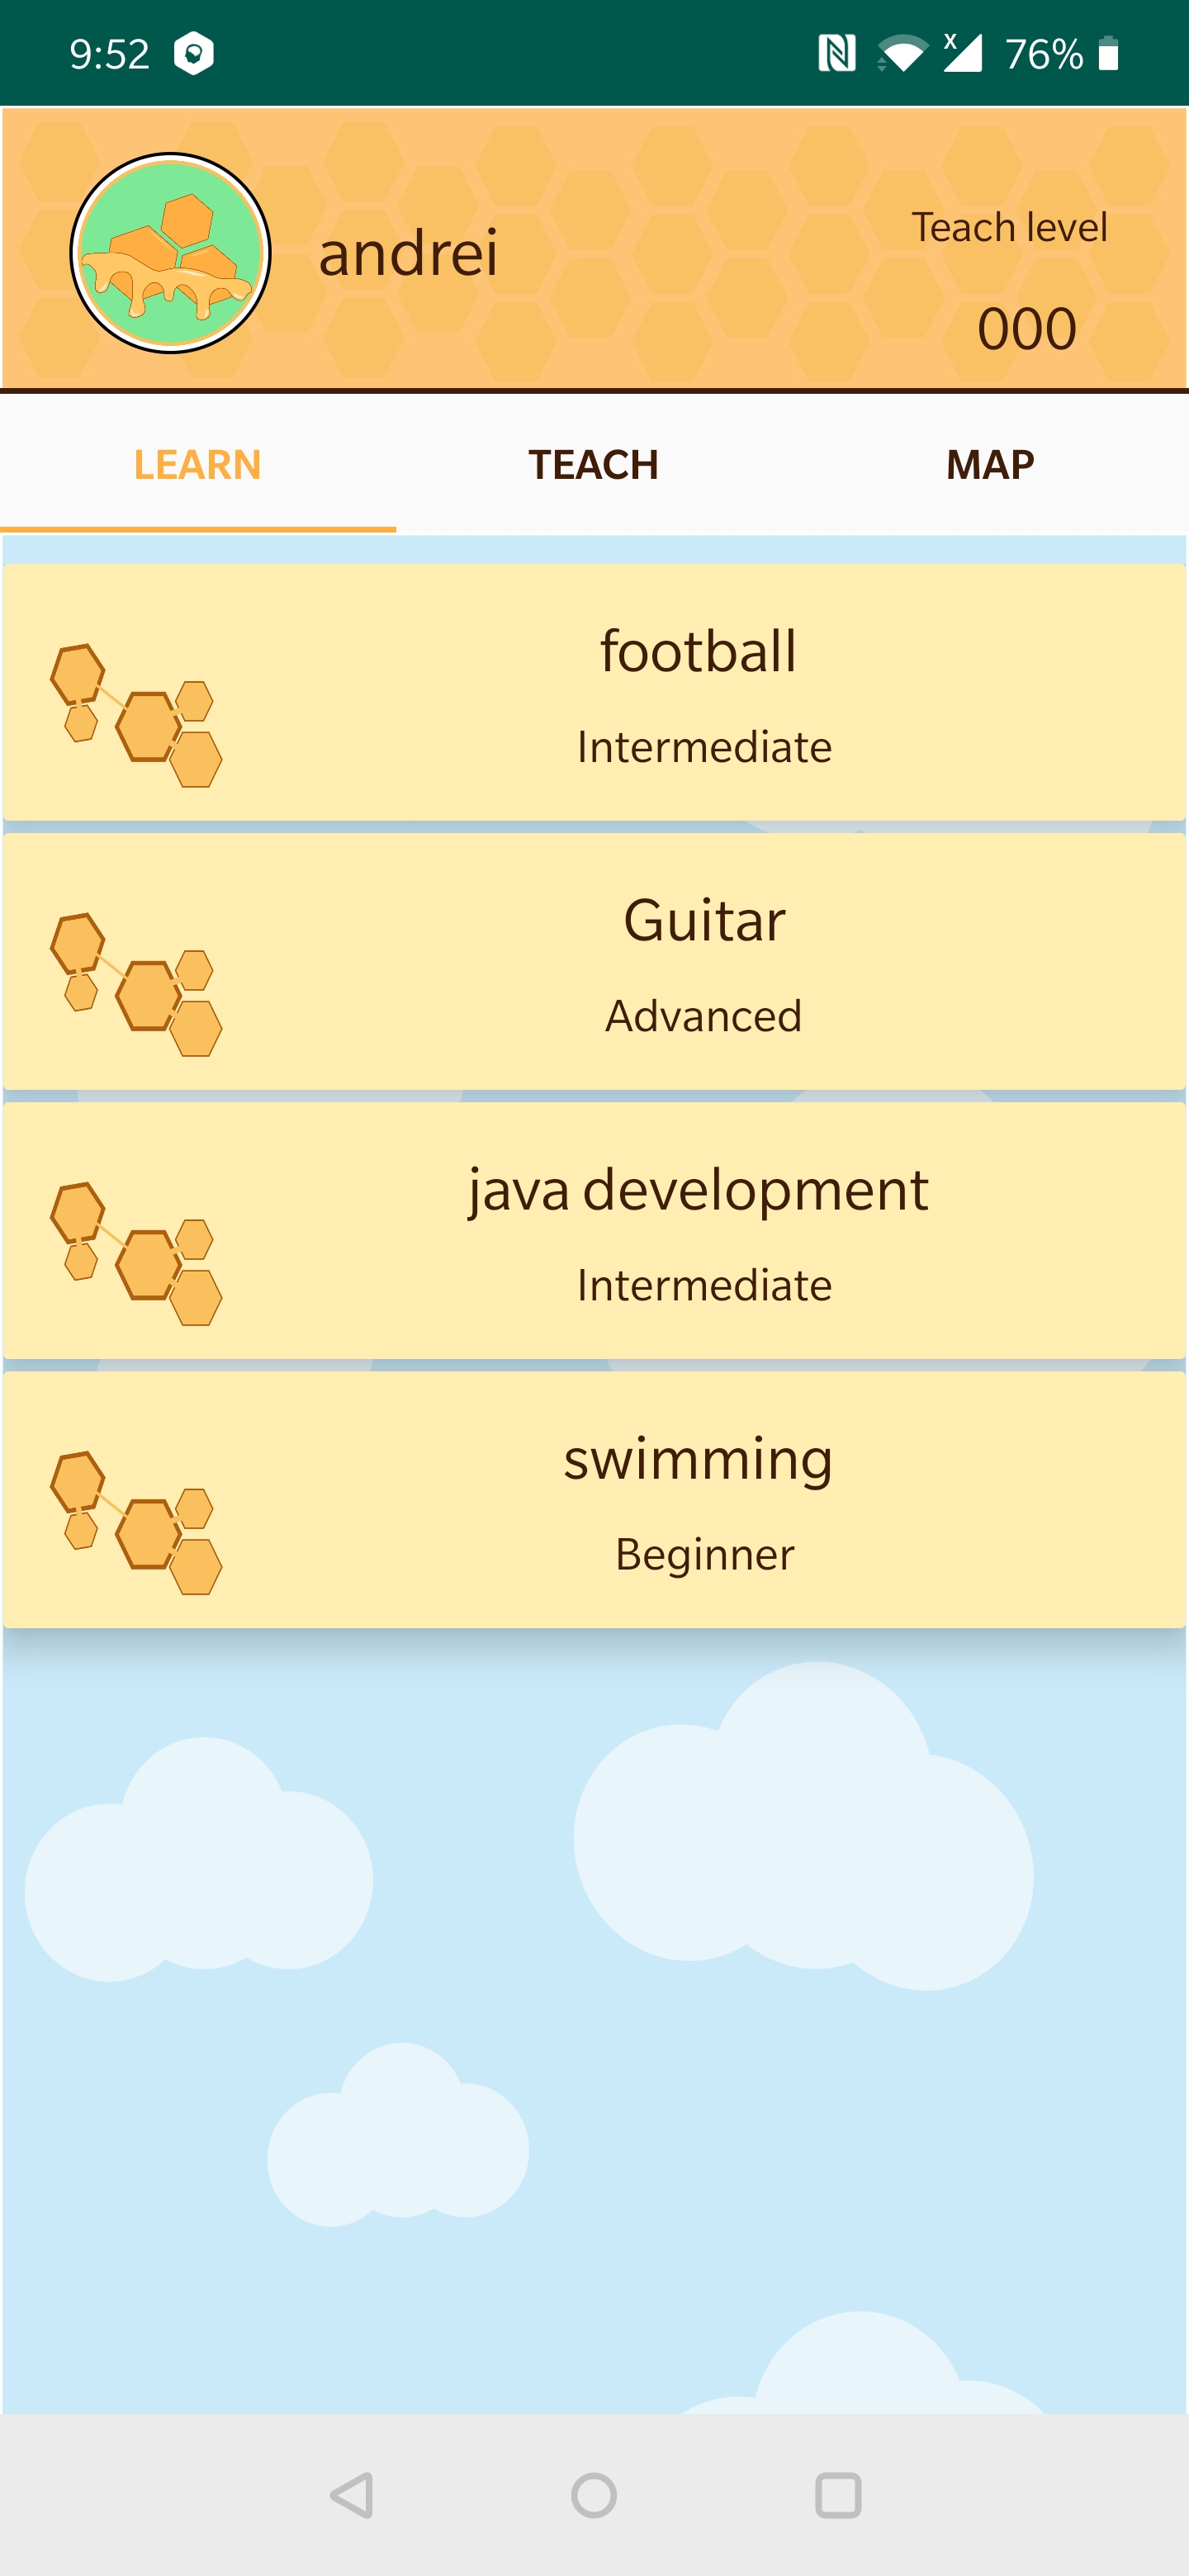 9:52 76%
andrei
Teach level
000
LEARN TEACH MAP
football
Intermediate
Guitar
Advanced
java development
Intermediate
swimming
Beginner